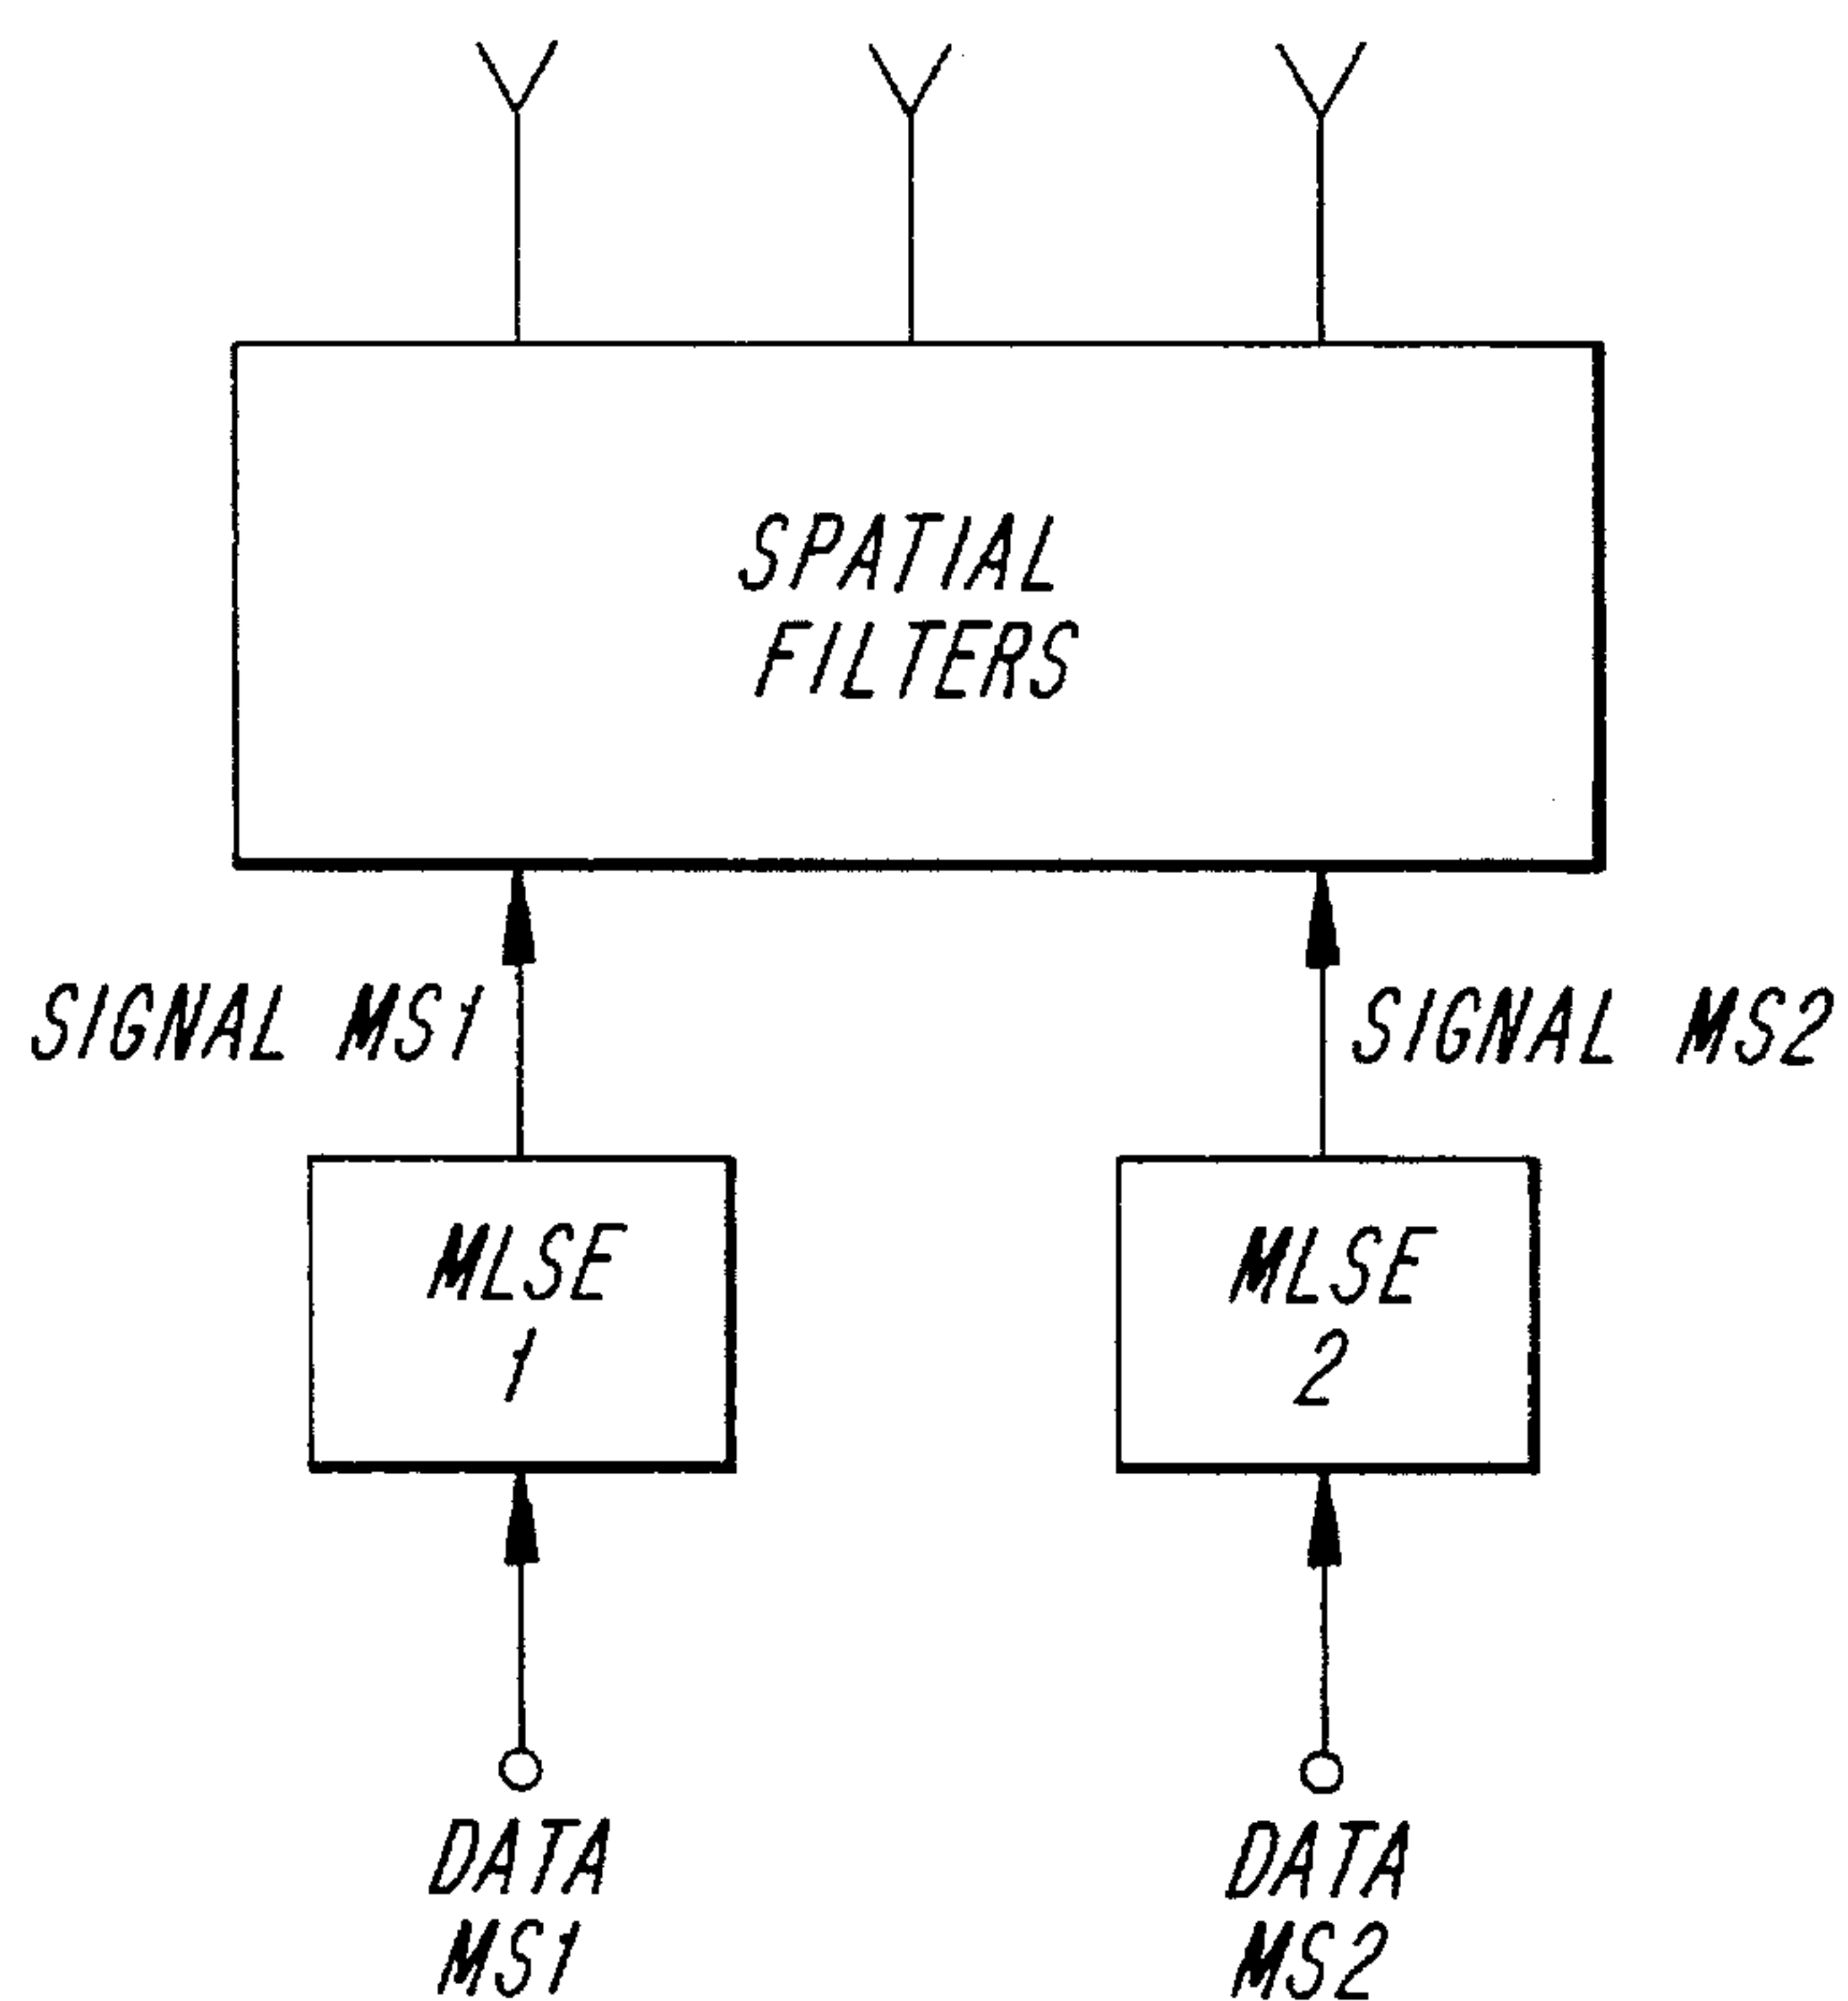 SPATIAL
FILTERS
SIGNAL MS1
SIGNAL MS2
MLSE
1
MLSE
2
DATA
MS1
DATA
MS2